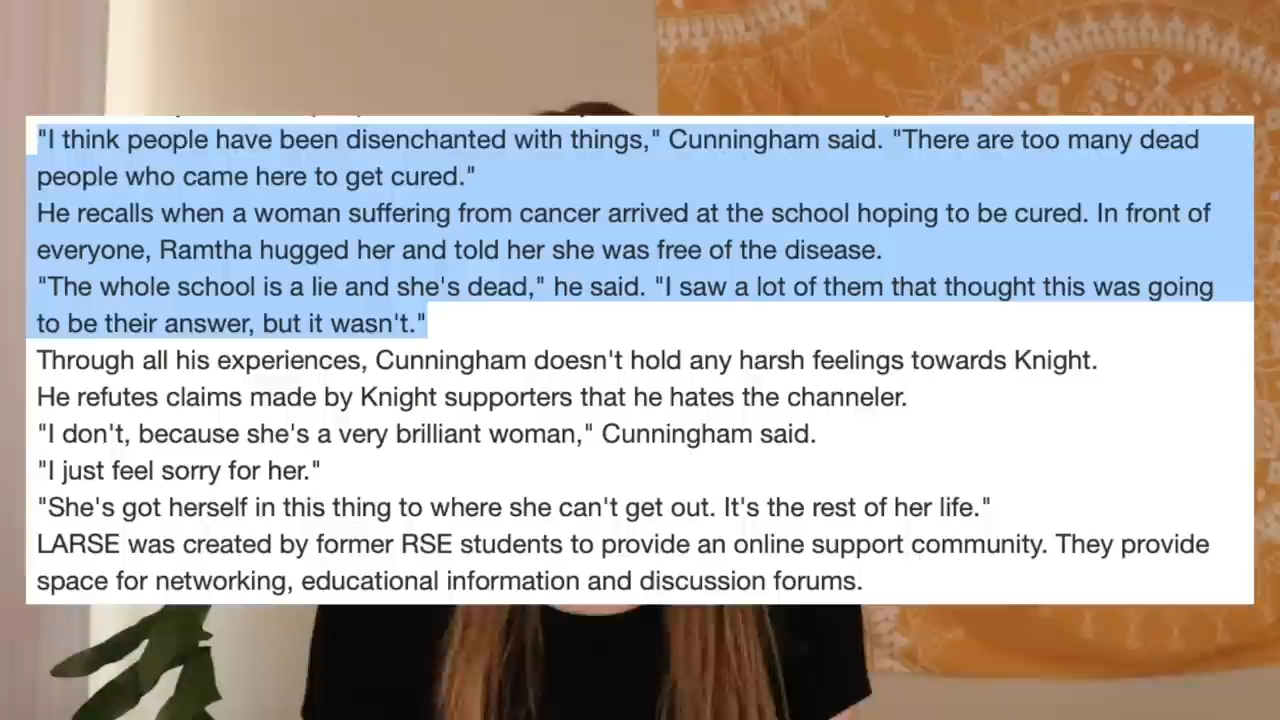 "I think people have been disenchanted with things," Cunningham said. "There are too many dead
people who came here to get cured."
He recalls when a woman suffering from cancer arrived at the school hoping to be cured. In front of
everyone, Ramtha hugged her and told her she was free of the disease.
"The whole school is a lie and she's dead," he said. "I saw a lot of them that thought this was going
to be their answer, but it wasn't."
Through all his experiences, Cunningham doesn't hold any harsh feelings towards Knight.
He refutes claims made by Knight supporters that he hates the channeler.
"I don't, because she's a very brilliant woman," Cunningham said.
"I just feel sorry for her."
"She's got herself in this thing to where she can't get out. It's the rest of her life."
LARSE was created by former RSE students to provide an online support community. They provide
space for networking, educational information and discussion forums.